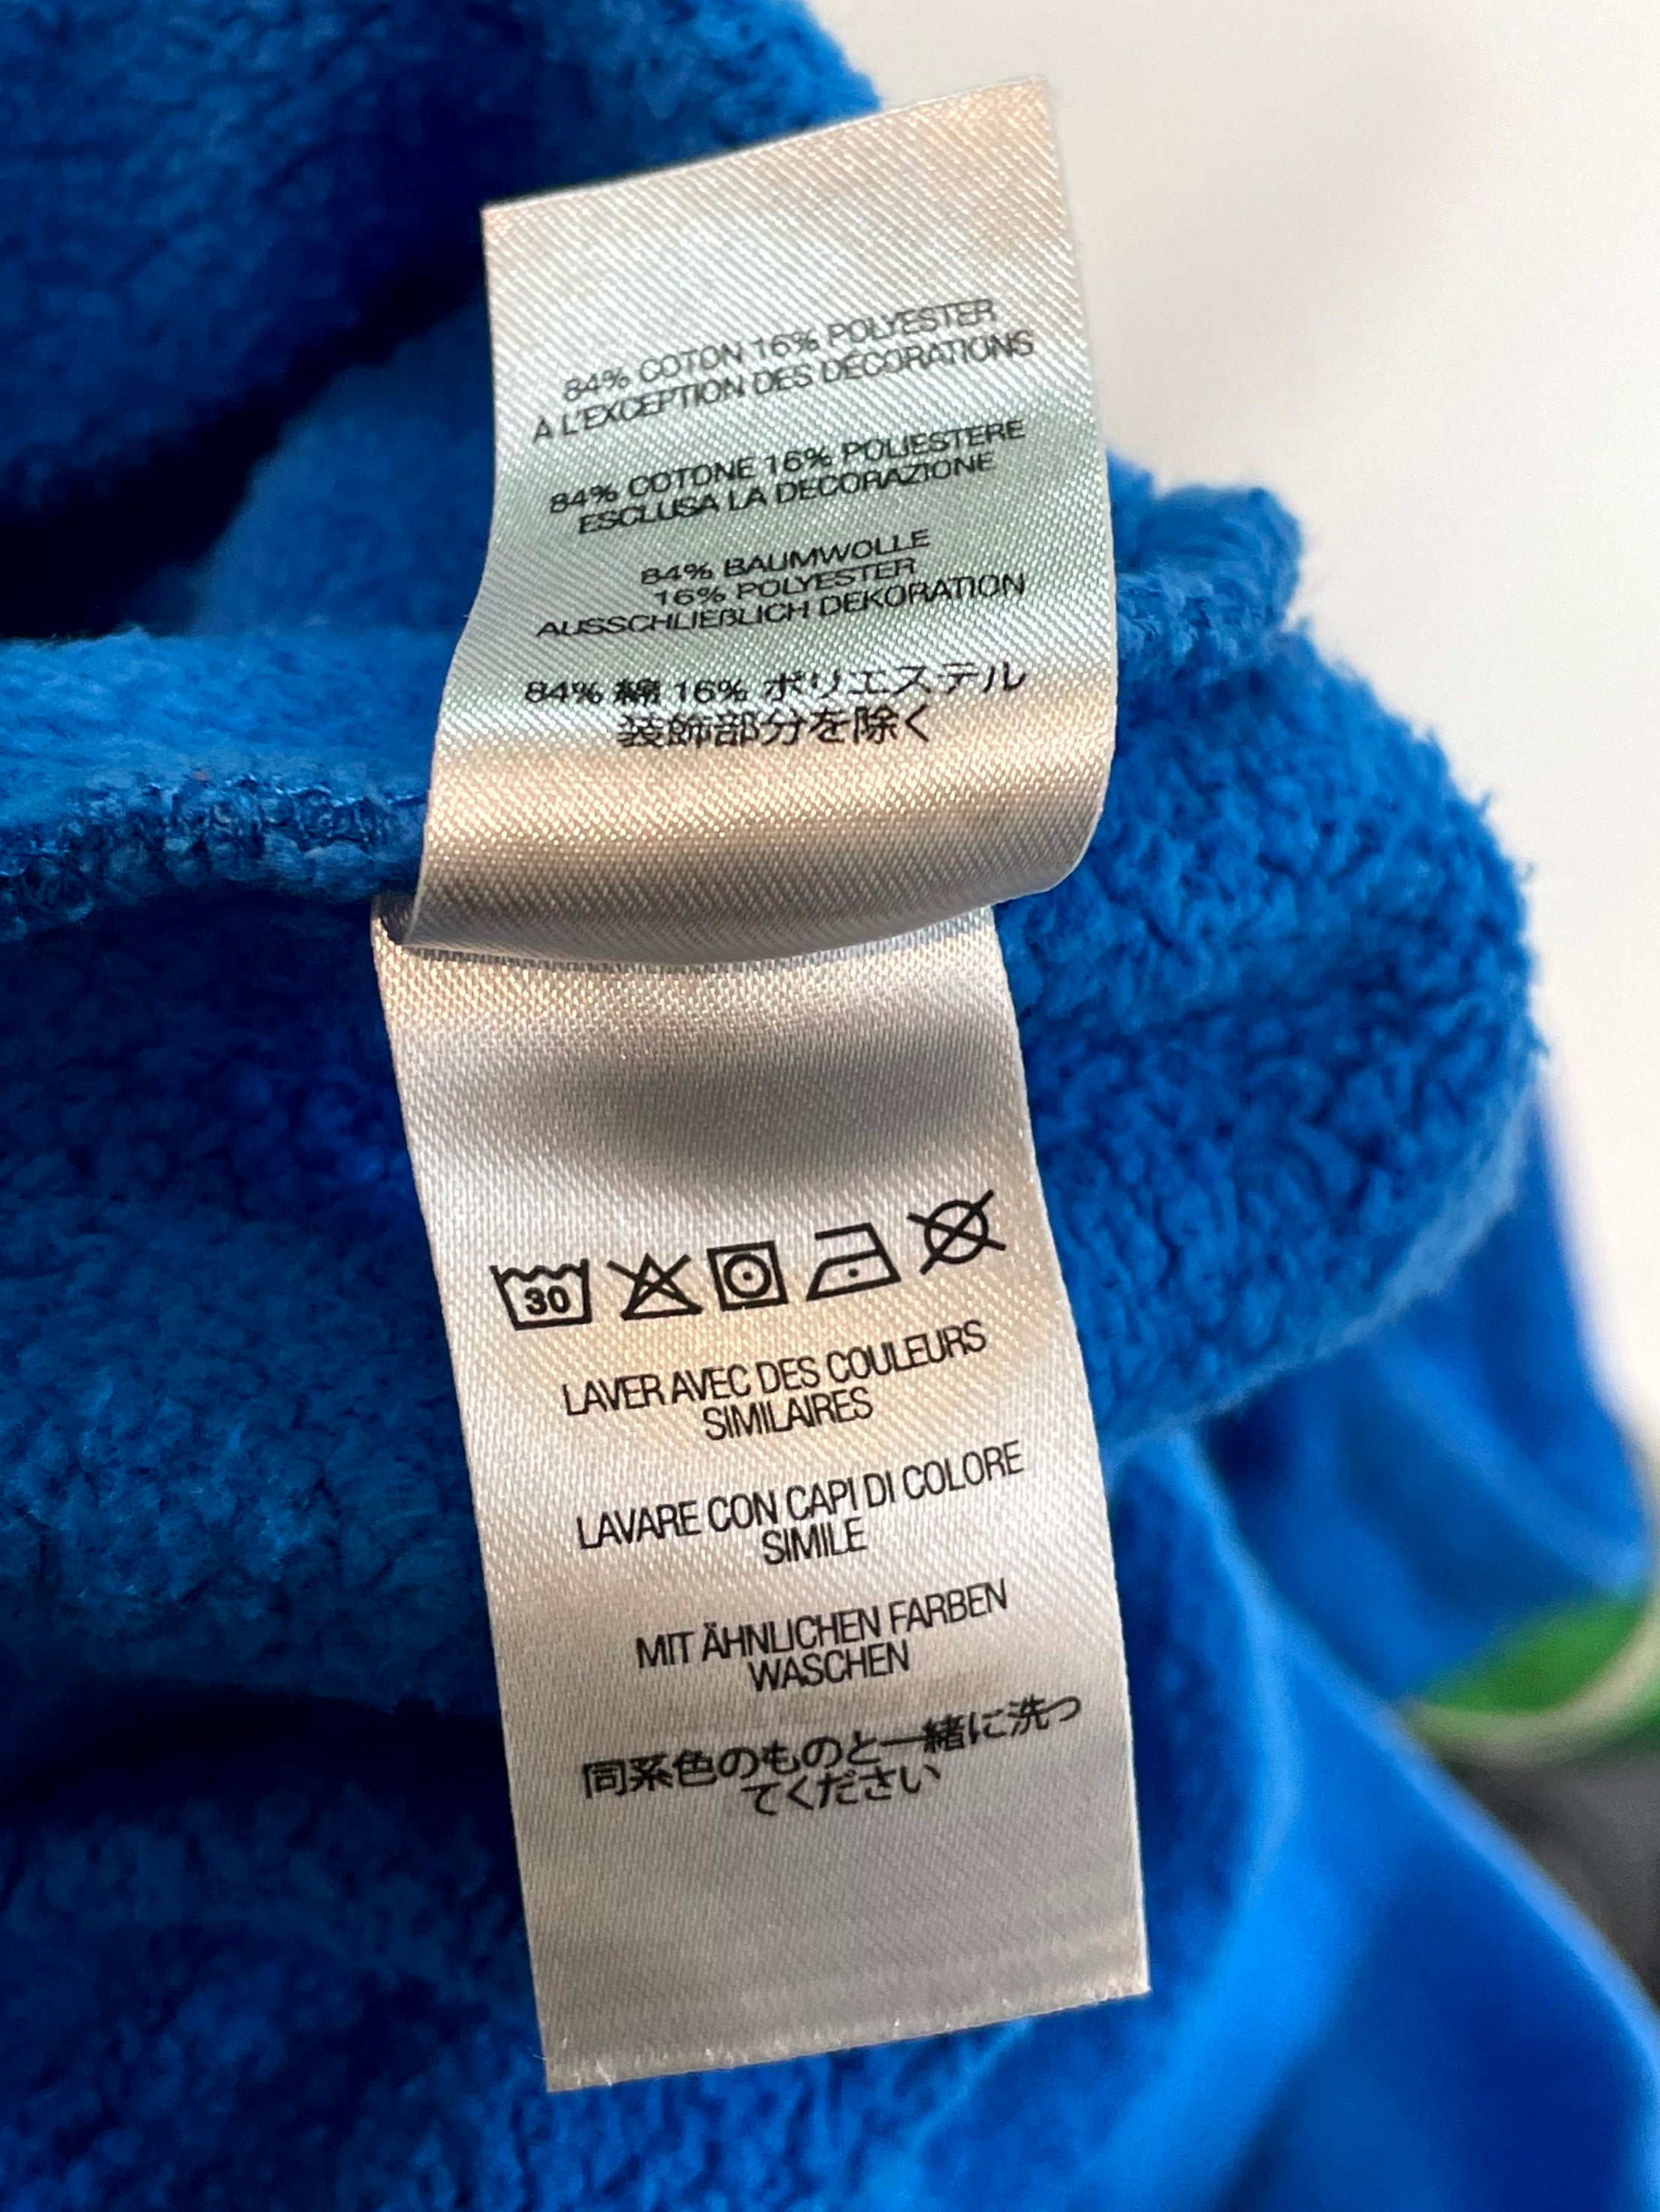 84% COTON 16% POLYESTER
À L'EXCEPTION DES DÉCORATIONS
84% COTONE 16% POLIESTERE
ESCLUSA LA DECORAZIONE
84% BAUMWOLLE
16% POLYESTER
AUSSCHLIEßLICH DEKORATION
84% 綿 16% ポリエステル
装飾部分を除く
30
LAVER AVEC DES COULEURS
SIMILAIRES
LAVARE CON CAPI DI COLORE
SIMILE
MIT ÄHNLICHEN FARBEN
WASCHEN
同系色のものと一緒に洗っ
てください